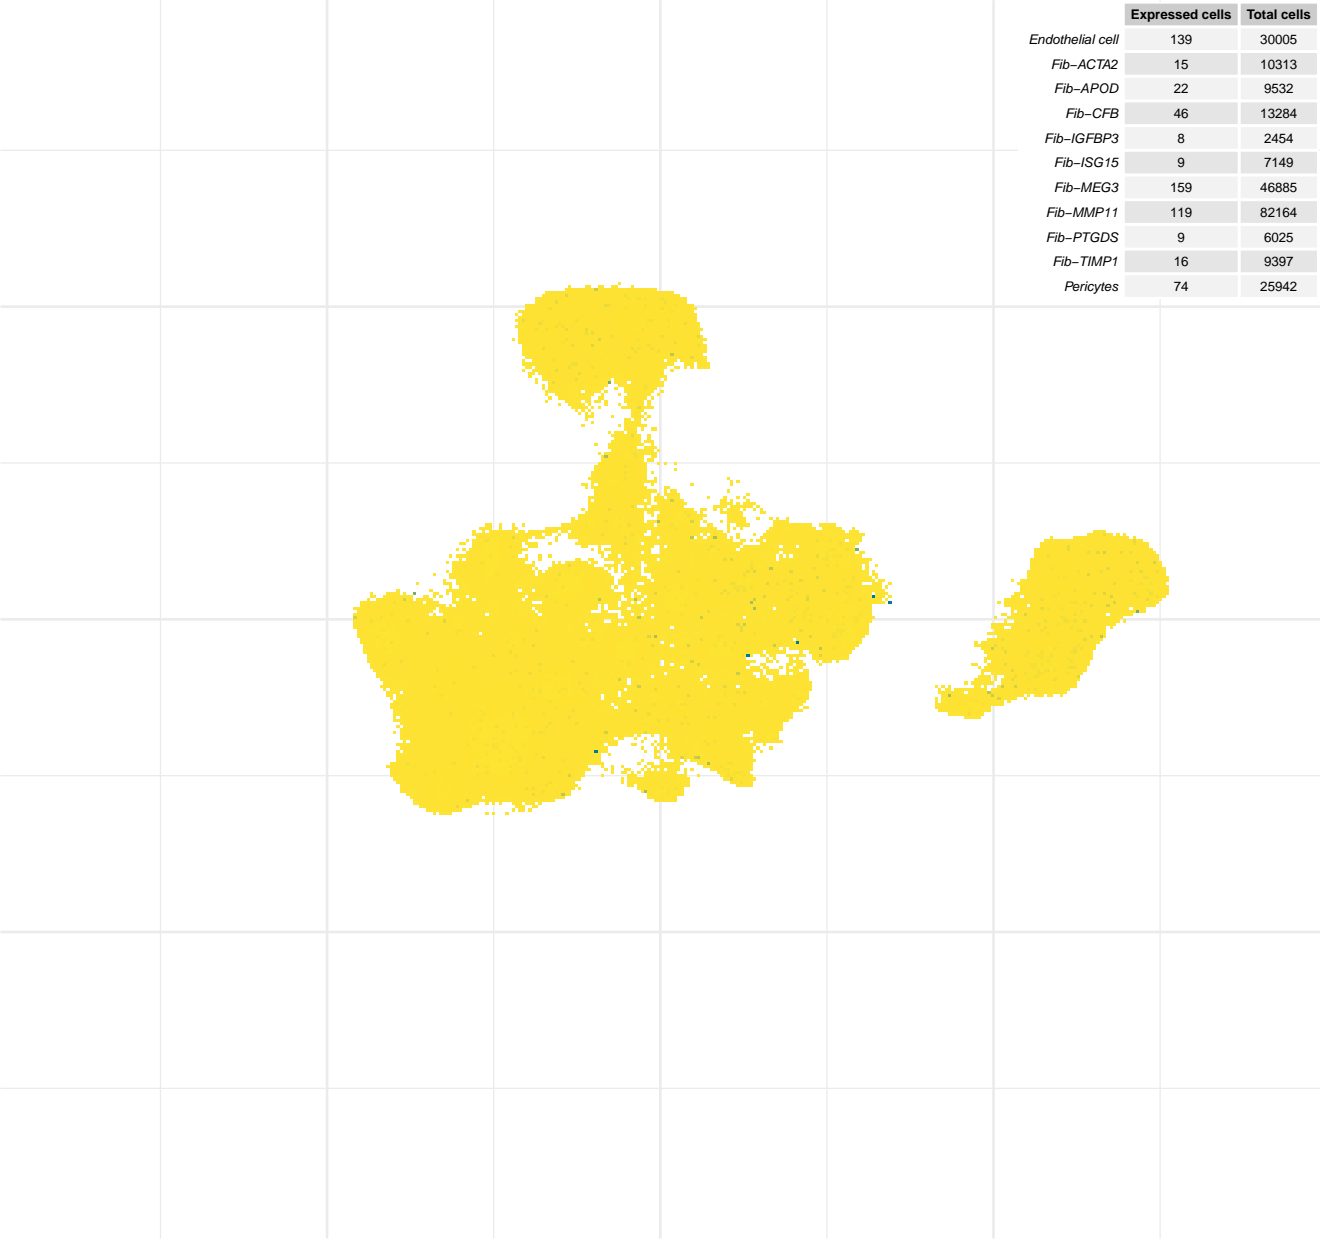 Expressed cells Total cells
Endothelial cell 139 30005
Fib−ACTA2 15 10313
Fib−APOD 22 9532
Fib−CFB 46 13284
Fib−IGFBP3 8 2454
Fib−ISG15 9 7149
Fib−MEG3 159 46885
Fib−MMP11 119 82164
Fib−PTGDS 9 6025
Fib−TIMP1 16 9397
Pericytes 74 25942